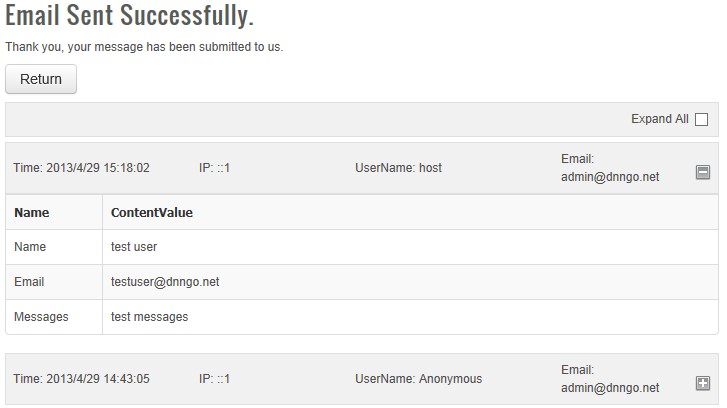 Email Sent Successfully.
Thank you, your message has been submitted to us.
Return
Expand All
Time: 2013/4/29 15:18:02 IP: ::1 UserName: host Email: admin@dnngo.net
Name ContentValue
Name test user
Email testuser@dnngo.net
Messages test messages
Time: 2013/4/29 14:43:05 IP: ::1 UserName: Anonymous Email: admin@dnngo.net